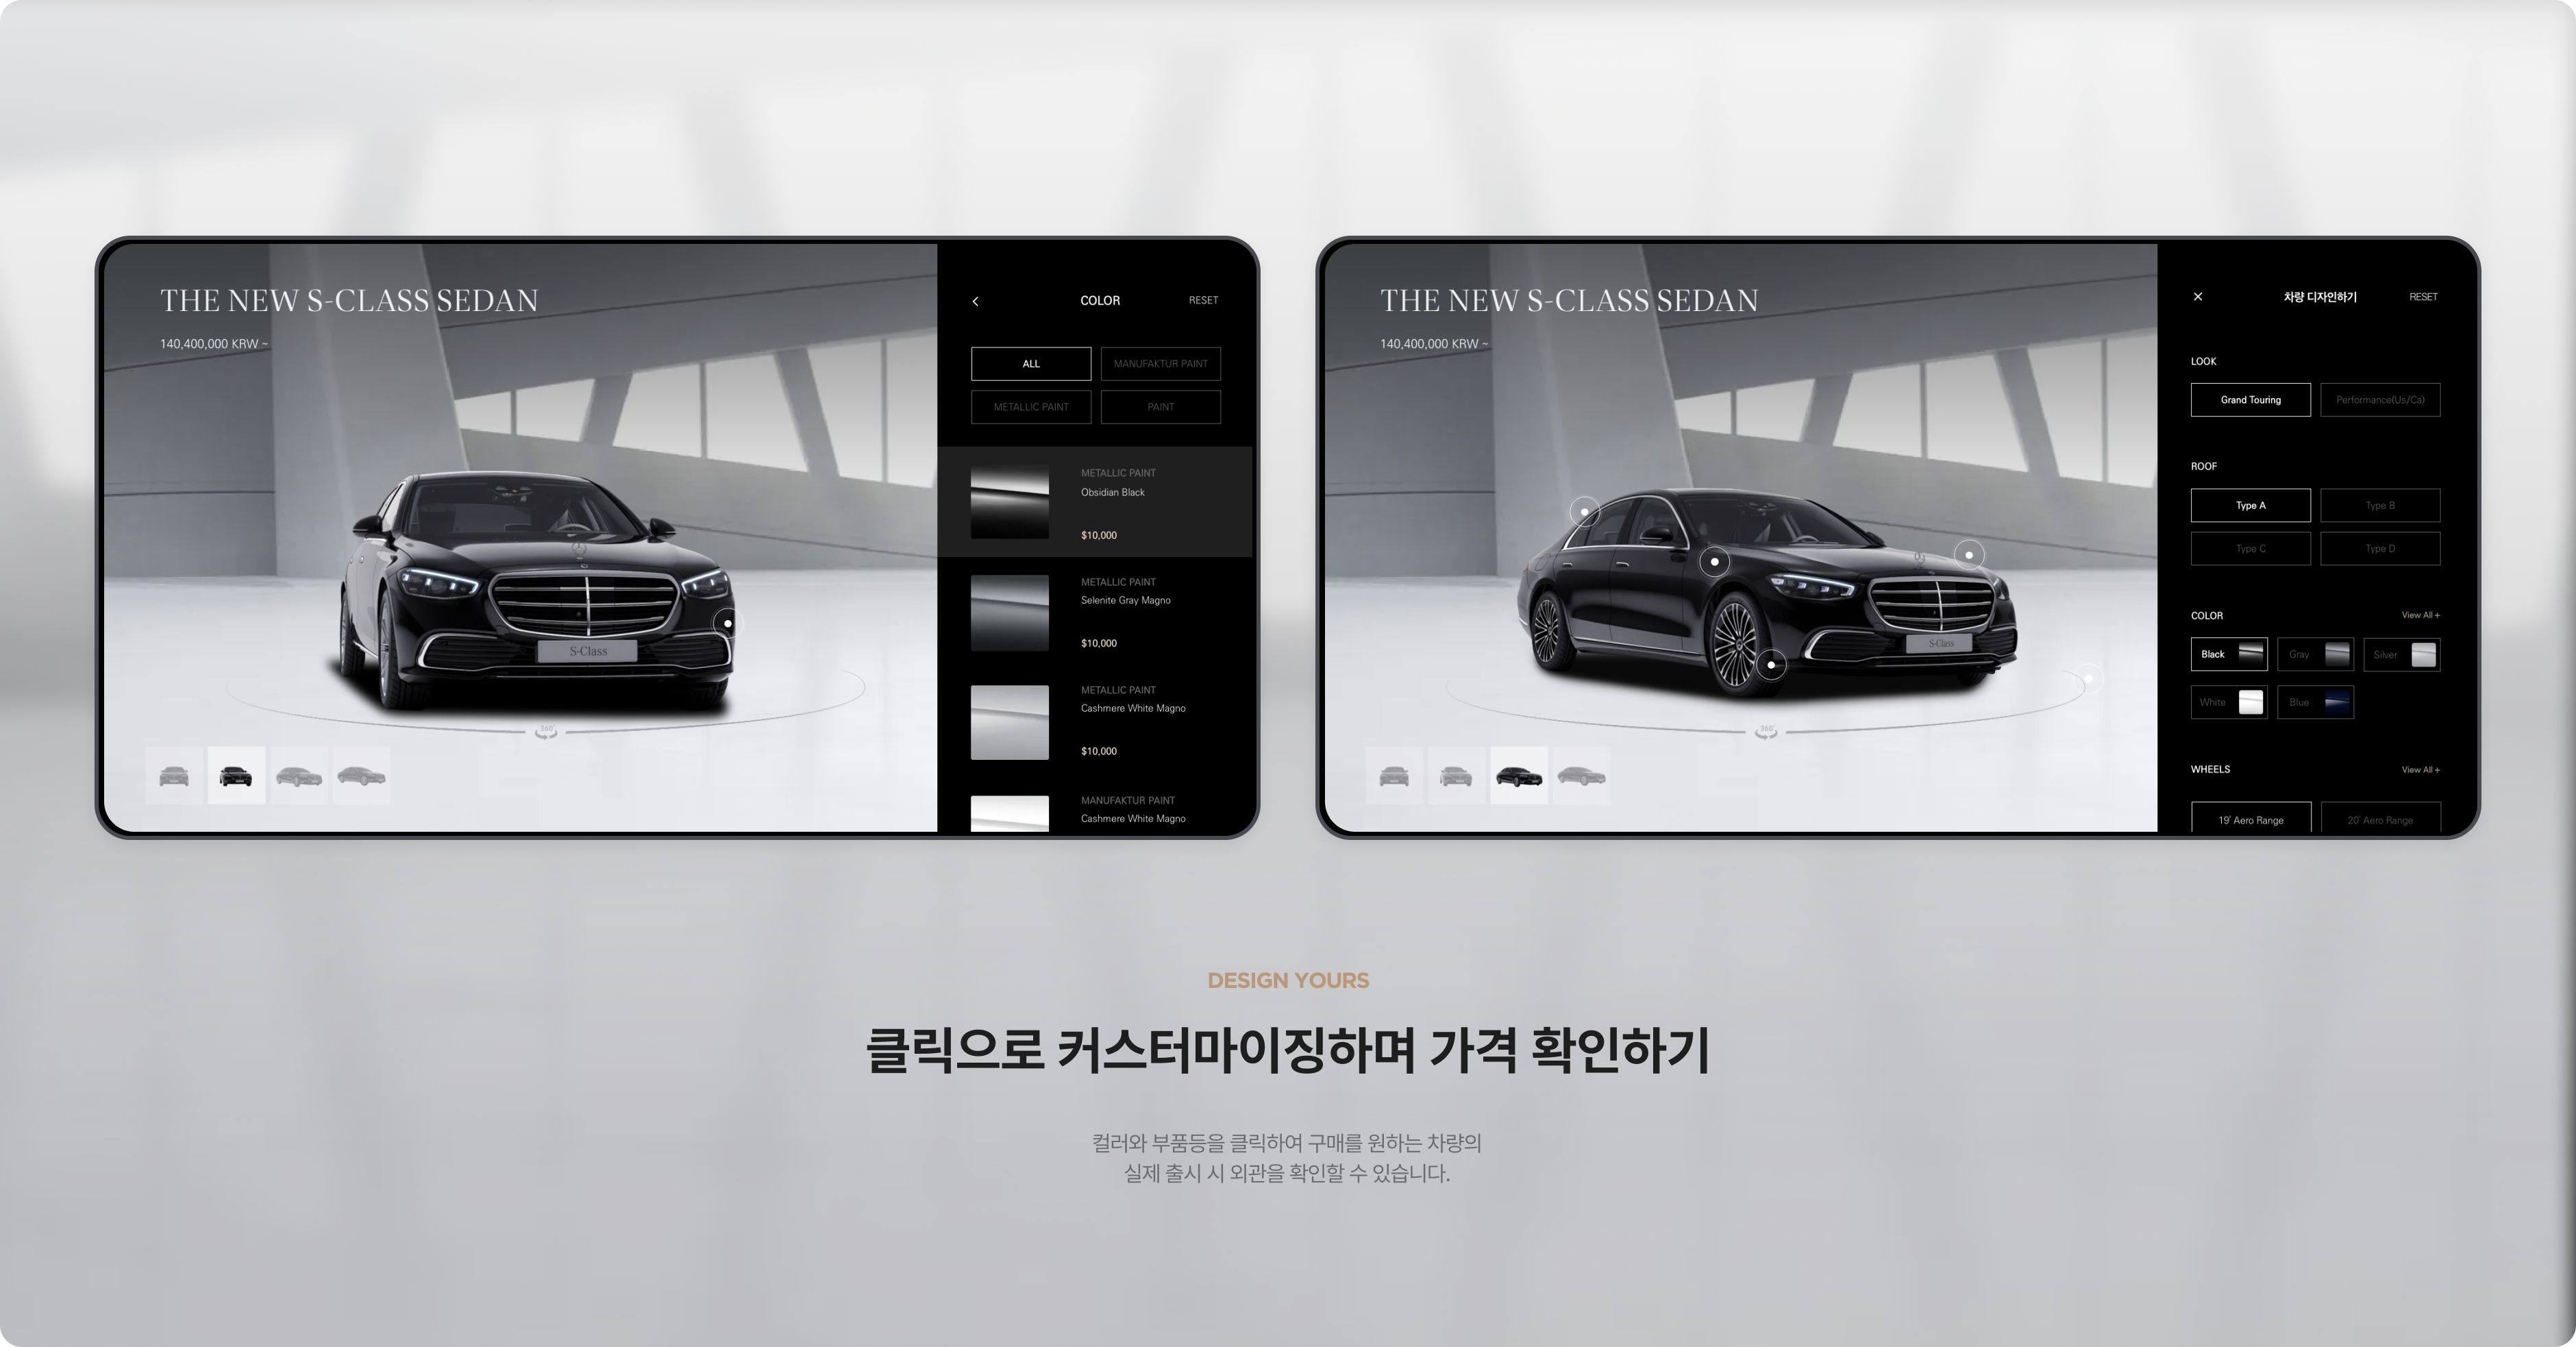 THE NEW S-CLASS SEDAN
140,400,000 KRW ~
S-Class
360°
COLOR
RESET
ALL
MANUFAKTUR PAINT
METALLIC PAINT
PAINT
METALLIC PAINT
Obsidian Black
$10,000
METALLIC PAINT
Selenite Gray Magno
$10,000
METALLIC PAINT
Cashmere White Magno
$10,000
MANUFAKTUR PAINT
Cashmere White Magno
THE NEW S-CLASS SEDAN
140,400,000 KRW ~
S-Class
360°
차량 디자인하기
RESET
LOOK
Grand Touring
Performance(Us/Ca)
ROOF
Type A
Type B
Type C
Type D
COLOR
View All +
Black
Gray
Silver
White
Blue
WHEELS
View All +
19' Aero Range
20' Aero Range
DESIGN YOURS
클릭으로 커스터마이징하며 가격 확인하기
컬러와 부품등을 클릭하여 구매를 원하는 차량의
실제 출시 시 외관을 확인할 수 있습니다.